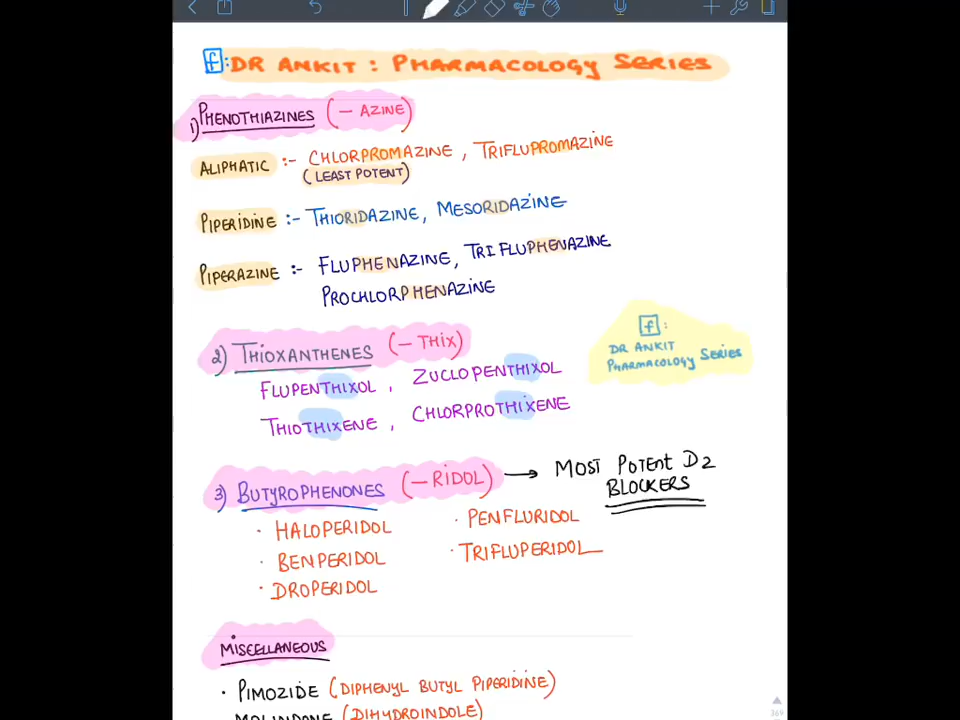 f: DR ANKIT : PHARMACOLOGY SERIES
1) PHENOTHIAZINES (-AZINE)
ALIPHATIC :- CHLORPROMAZINE , TRIFLUPROMAZINE
(LEAST POTENT)
PIPERIDINE :- THIORIDAZINE, MESORIDAZINE
PIPERAZINE :- FLUPHENAZINE, TRIFLUPHENAZINE
PROCHLORPHENAZINE
2) THIOXANTHENES (-THIX)
f :
DR ANKIT
PHARMACOLOGY SERIES
FLUPENTHIXOL , ZUCLOPENTHIXOL
THIOTHIXENE , CHLORPROTHIXENE
3) BUTYROPHENONES (-RIDOL) → MOST POTENT D2
BLOCKERS
· HALOPERIDOL · PENFLURIDOL
· BENPERIDOL · TRIFLUPERIDOL
· DROPERIDOL
MISCELLANEOUS
· PIMOZIDE (DIPHENYL BUTYL PIPERIDINE)
MOLINDONE (DIHYDROINDOLE)
369